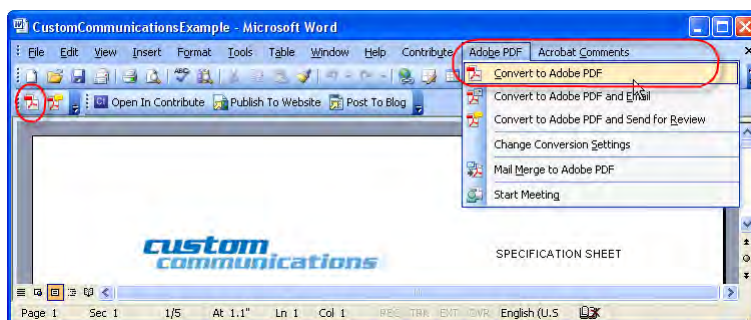 CustomCommunicationsExample - Microsoft Word
File Edit View Insert Format Tools Table Window Help Contribute Adobe PDF Acrobat Comments
Convert to Adobe PDF
Open In Contribute Publish To Website Post To Blog
Convert to Adobe PDF and Email
Convert to Adobe PDF and Send for Review
Change Conversion Settings
Mail Merge to Adobe PDF
Start Meeting
custom
communications
SPECIFICATION SHEET
Page 1 Sec 1 1/5 At 1.1" Ln 1 Col 1 REC TRK EXT OVR English (U.S